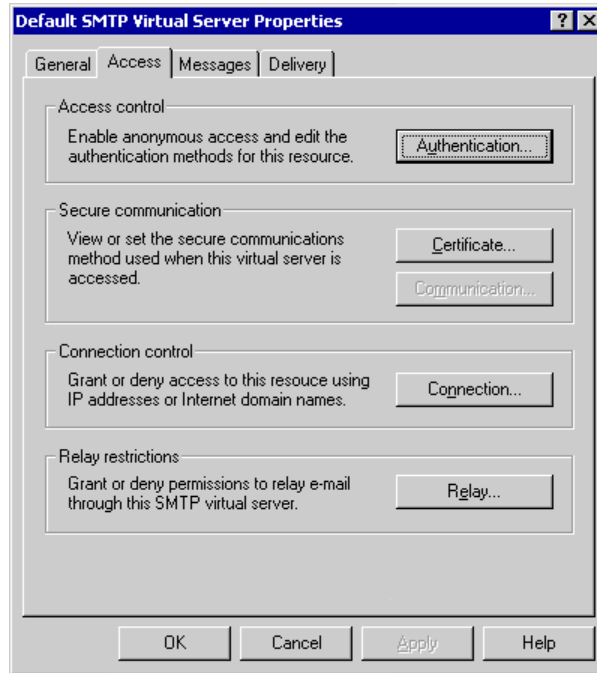 Default SMTP Virtual Server Properties
General Access Messages Delivery
Access control
Enable anonymous access and edit the
authentication methods for this resource.
Authentication...
Secure communication
View or set the secure communications
method used when this virtual server is
accessed.
Certificate...
Communication...
Connection control
Grant or deny access to this resouce using
IP addresses or Internet domain names.
Connection...
Relay restrictions
Grant or deny permissions to relay e-mail
through this SMTP virtual server.
Relay...
OK Cancel Apply Help